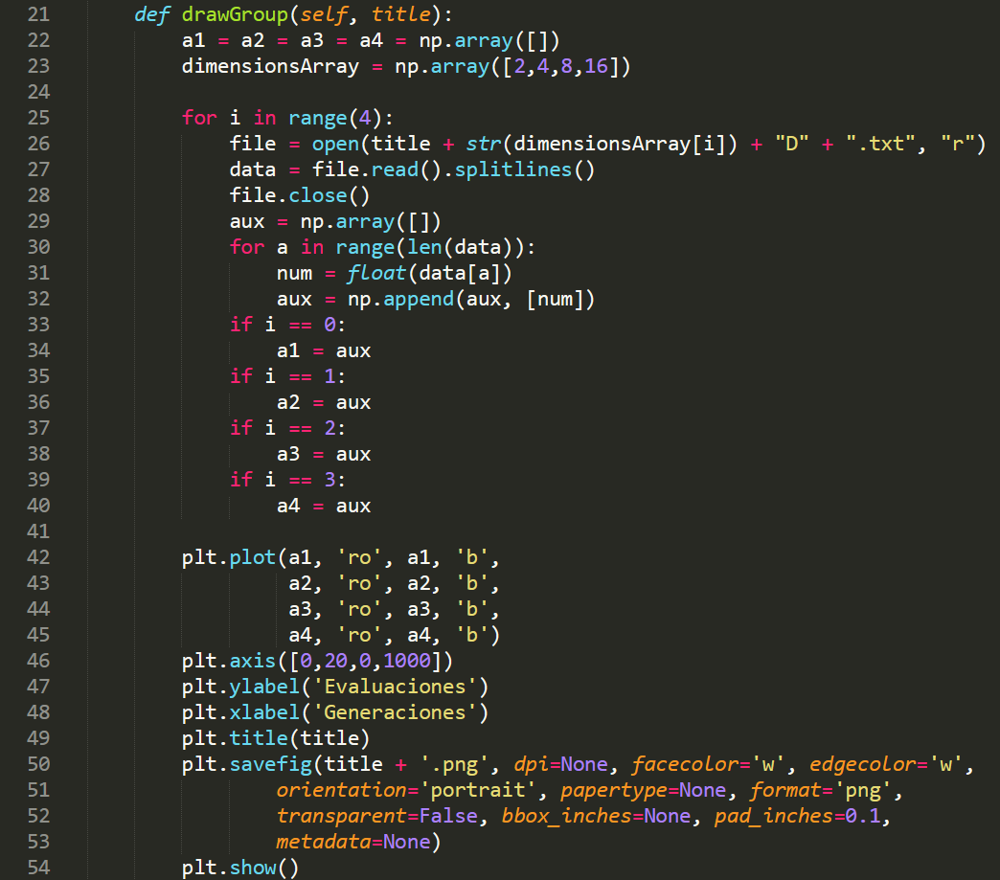 21 def drawGroup(self, title):
22 a1 = a2 = a3 = a4 = np.array([])
23 dimensionsArray = np.array([2,4,8,16])
24
25 for i in range(4):
26 file = open(title + str(dimensionsArray[i]) + "D" + ".txt", "r")
27 data = file.read().splitlines()
28 file.close()
29 aux = np.array([])
30 for a in range(len(data)):
31 num = float(data[a])
32 aux = np.append(aux, [num])
33 if i == 0:
34 a1 = aux
35 if i == 1:
36 a2 = aux
37 if i == 2:
38 a3 = aux
39 if i == 3:
40 a4 = aux
41
42 plt.plot(a1, 'ro', a1, 'b',
43 a2, 'ro', a2, 'b',
44 a3, 'ro', a3, 'b',
45 a4, 'ro', a4, 'b')
46 plt.axis([0,20,0,1000])
47 plt.ylabel('Evaluaciones')
48 plt.xlabel('Generaciones')
49 plt.title(title)
50 plt.savefig(title + '.png', dpi=None, facecolor='w', edgecolor='w',
51 orientation='portrait', papertype=None, format='png',
52 transparent=False, bbox_inches=None, pad_inches=0.1,
53 metadata=None)
54 plt.show()